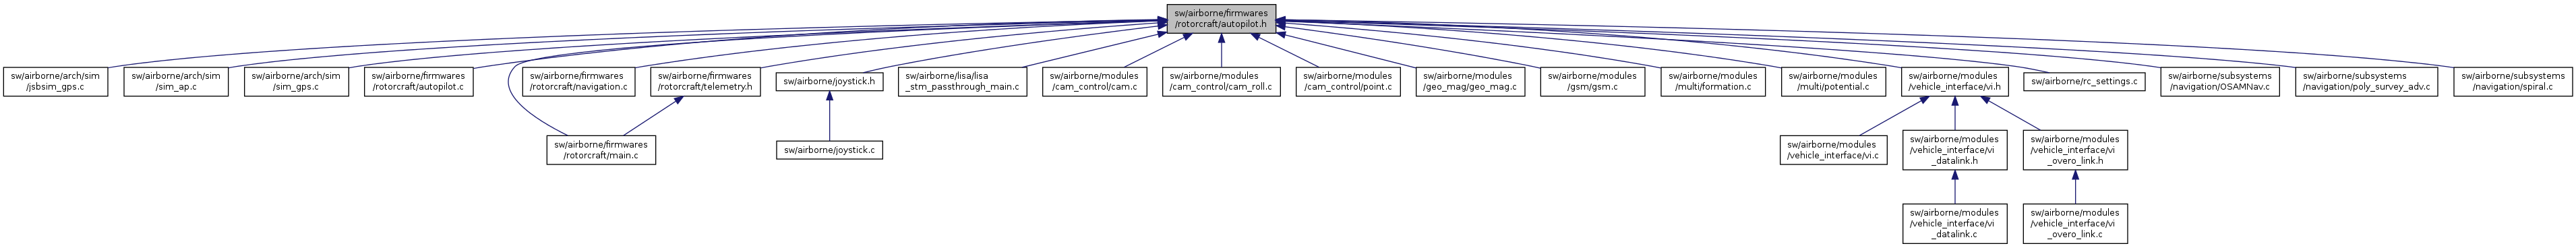 sw/airborne/firmwares
/rotorcraft/autopilot.h
sw/airborne/arch/sim
/jsbsim_gps.c
sw/airborne/arch/sim
/sim_ap.c
sw/airborne/arch/sim
/sim_gps.c
sw/airborne/firmwares
/rotorcraft/autopilot.c
sw/airborne/firmwares
/rotorcraft/navigation.c
sw/airborne/firmwares
/rotorcraft/telemetry.h
sw/airborne/joystick.h
sw/airborne/lisa/lisa
_stm_passthrough_main.c
sw/airborne/modules
/cam_control/cam.c
sw/airborne/modules
/cam_control/cam_roll.c
sw/airborne/modules
/cam_control/point.c
sw/airborne/modules
/geo_mag/geo_mag.c
sw/airborne/modules
/gsm/gsm.c
sw/airborne/modules
/multi/formation.c
sw/airborne/modules
/multi/potential.c
sw/airborne/modules
/vehicle_interface/vi.h
sw/airborne/rc_settings.c
sw/airborne/subsystems
/navigation/OSAMNav.c
sw/airborne/subsystems
/navigation/poly_survey_adv.c
sw/airborne/subsystems
/navigation/spiral.c
sw/airborne/firmwares
/rotorcraft/main.c
sw/airborne/joystick.c
sw/airborne/modules
/vehicle_interface/vi.c
sw/airborne/modules
/vehicle_interface/vi
_datalink.h
sw/airborne/modules
/vehicle_interface/vi
_overo_link.h
sw/airborne/modules
/vehicle_interface/vi
_datalink.c
sw/airborne/modules
/vehicle_interface/vi
_overo_link.c